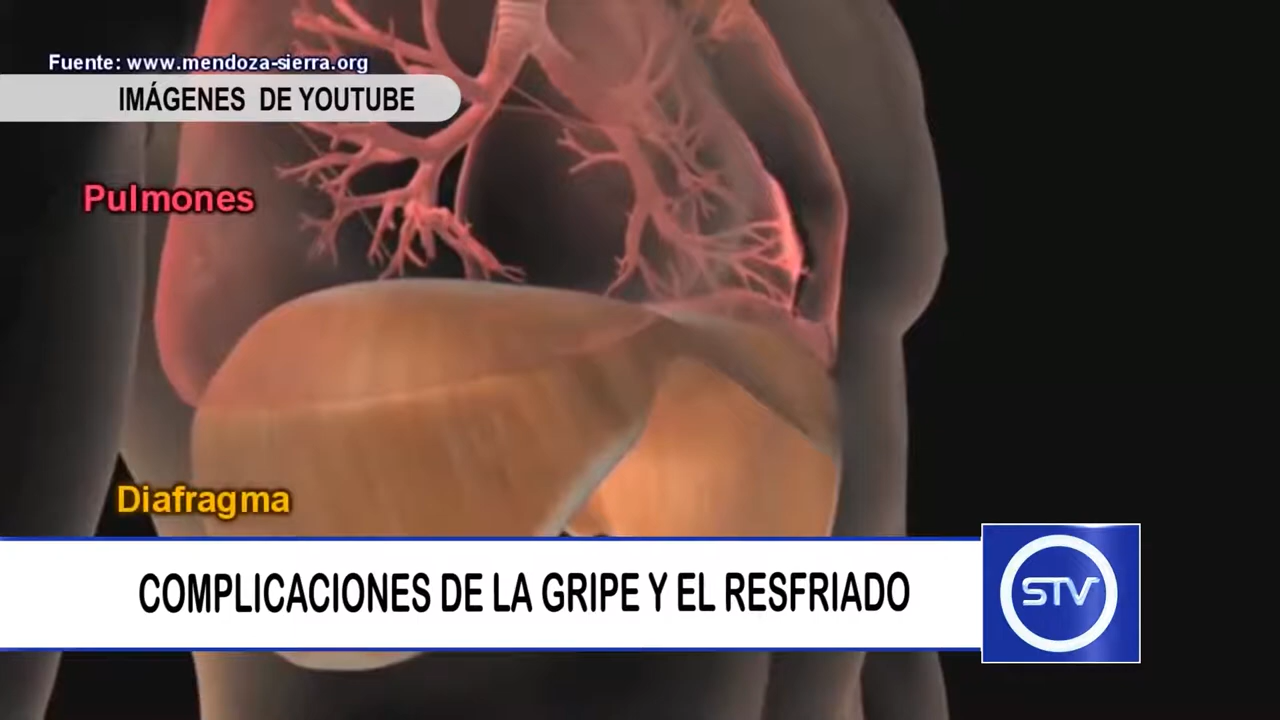 Fuente: www.mendoza-sierra.org
IMÁGENES DE YOUTUBE
Pulmones
Diafragma
COMPLICACIONES DE LA GRIPE Y EL RESFRIADO
STV